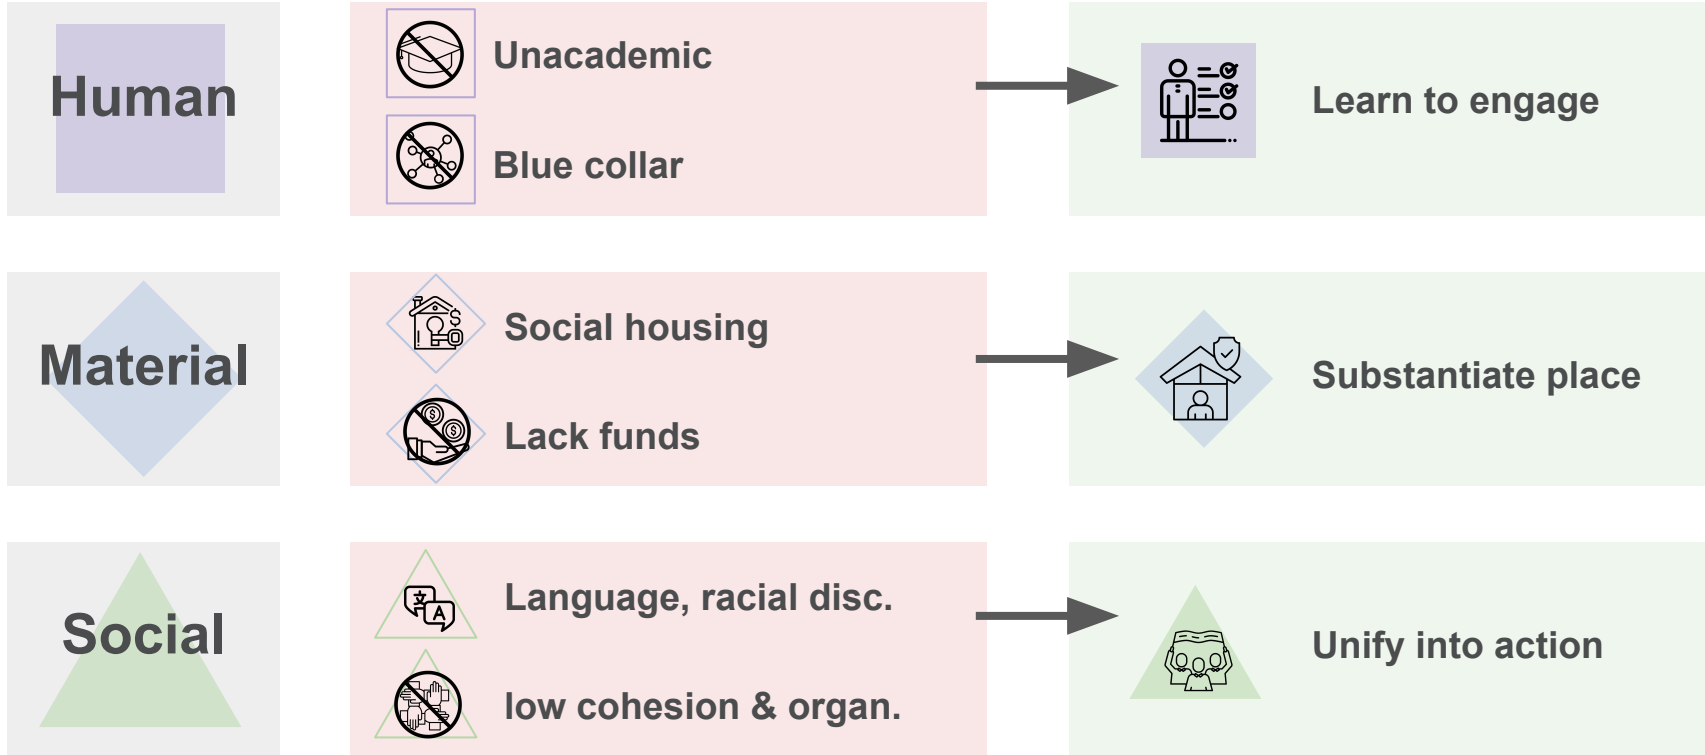 Human
Unacademic
Blue collar
Learn to engage
Material
Social housing
$
Lack funds
$
$
Substantiate place
Social
Language, racial disc.
文
A
low cohesion & organ.
Unify into action